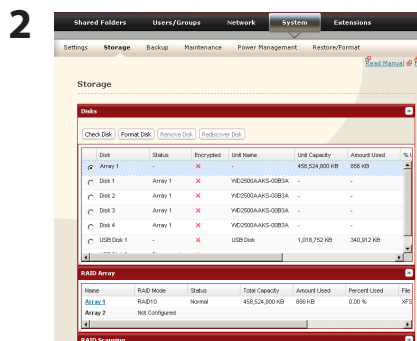 2
Shared Folders Users/Groups Network System Extensions
Settings Storage Backup Maintenance Power Management Restore/Format
Read Manual
Storage
Disks
Check Disk Format Disk Remove Disk Rediscover Disk
Disk Status Encrypted Unit Name Unit Capacity Amount Used % U
Array 1 - - 458,524,800 KB 856 KB
Disk 1 Array 1 WD2500AAKS-00B3A - -
Disk 2 Array 1 WD2500AAKS-00B3A - -
Disk 3 Array 1 WD2500AAKS-00B3A - -
Disk 4 Array 1 WD2500AAKS-00B3A - -
USB Disk 1 - USB Disk 1,018,752 KB 340,912 KB
RAID Array
Name RAID Mode Status Total Capacity Amount Used Percent Used File
Array 1 RAID10 Normal 458,524,800 KB 856 KB 0.00 % XFS
Array 2 Not Configured
RAID Scanning